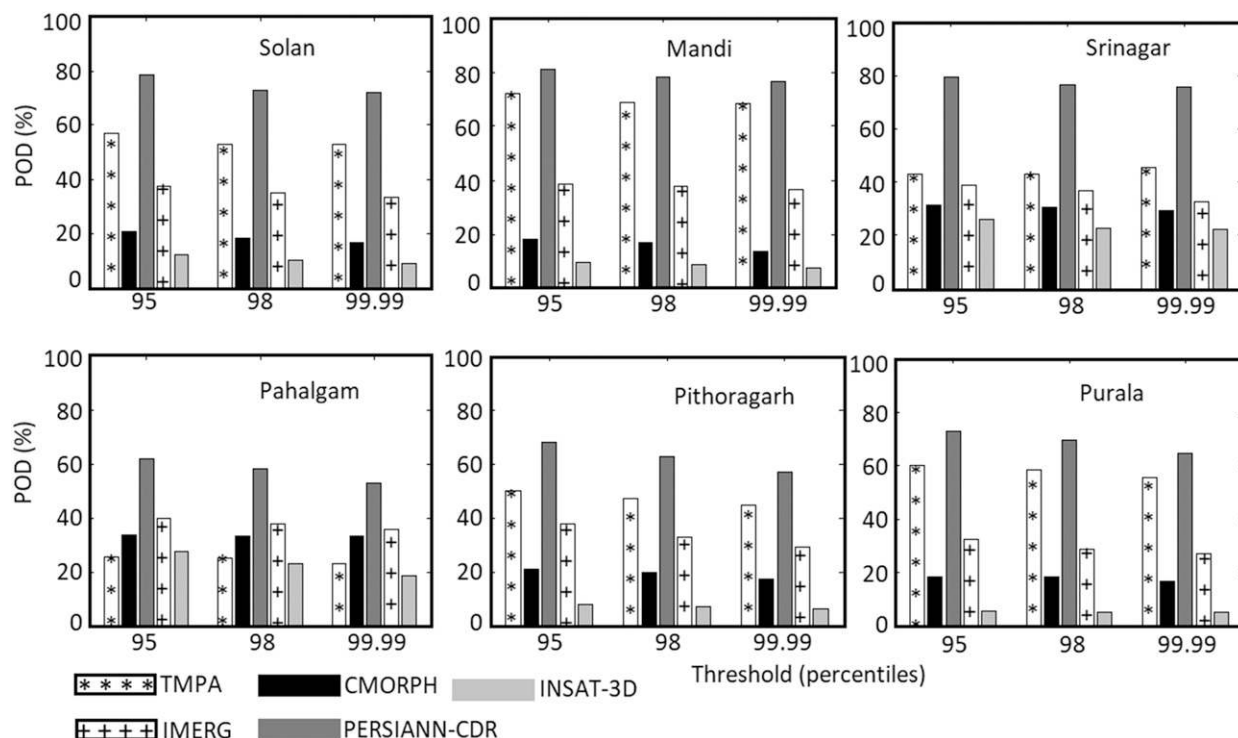 100
80
60
40
20
0
POD (%)
Solan
95 98 99.99
100
80
60
40
20
0
Mandi
95 98 99.99
100
80
60
40
20
0
Srinagar
95 98 99.99
100
80
60
40
20
0
POD (%)
Pahalgam
95 98 99.99
100
80
60
40
20
0
Pithoragarh
95 98 99.99
100
80
60
40
20
0
Purala
95 98 99.99
Threshold (percentiles)
TMPA CMORPH INSAT-3D
IMERG PERSIANN-CDR